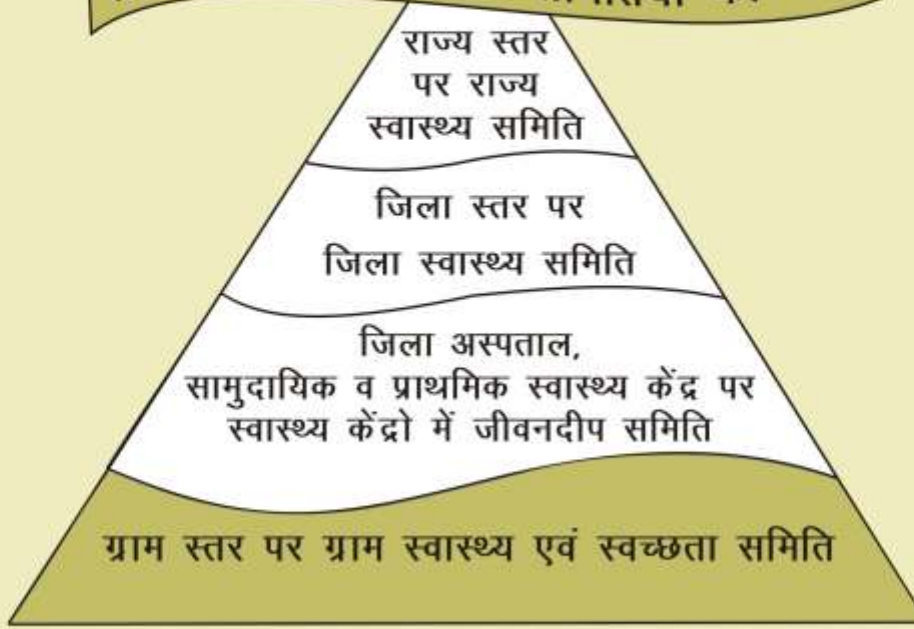 राज्य स्तर
पर राज्य
स्वास्थ्य समिति
जिला स्तर पर
जिला स्वास्थ्य समिति
जिला अस्पताल,
सामुदायिक व प्राथमिक स्वास्थ्य केंद्र पर
स्वास्थ्य केंद्रो में जीवनदीप समिति
ग्राम स्तर पर ग्राम स्वास्थ्य एवं स्वच्छता समिति